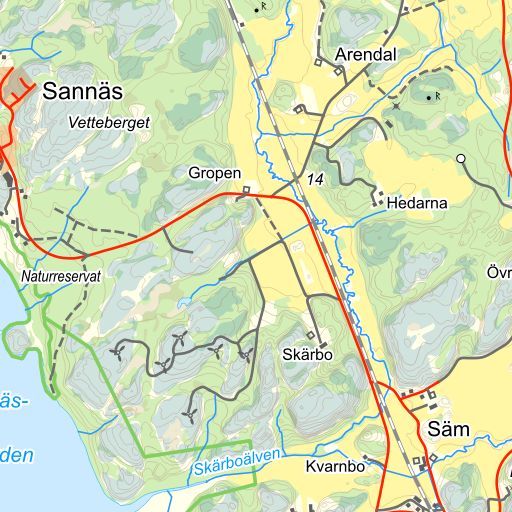 Arendal
Sannäs
Vetteberget
Gropen
14
Hedarna
Övr
Naturreservat
Skärbo
äs-
Säm
den
Skärboälven
Kvarnbo